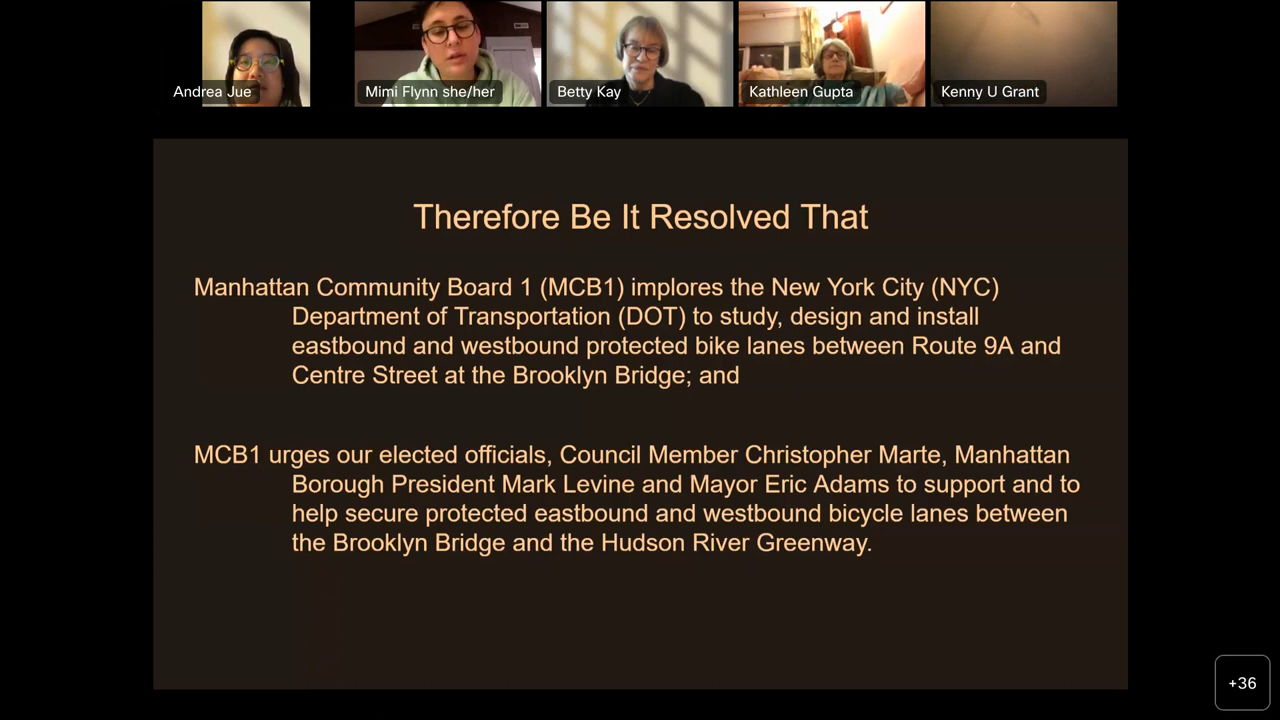 Andrea Jue
Mimi Flynn she/her
Betty Kay
Kathleen Gupta
Kenny U Grant
Therefore Be It Resolved That
Manhattan Community Board 1 (MCB1) implores the New York City (NYC)
Department of Transportation (DOT) to study, design and install
eastbound and westbound protected bike lanes between Route 9A and
Centre Street at the Brooklyn Bridge; and
MCB1 urges our elected officials, Council Member Christopher Marte, Manhattan
Borough President Mark Levine and Mayor Eric Adams to support and to
help secure protected eastbound and westbound bicycle lanes between
the Brooklyn Bridge and the Hudson River Greenway.
+36